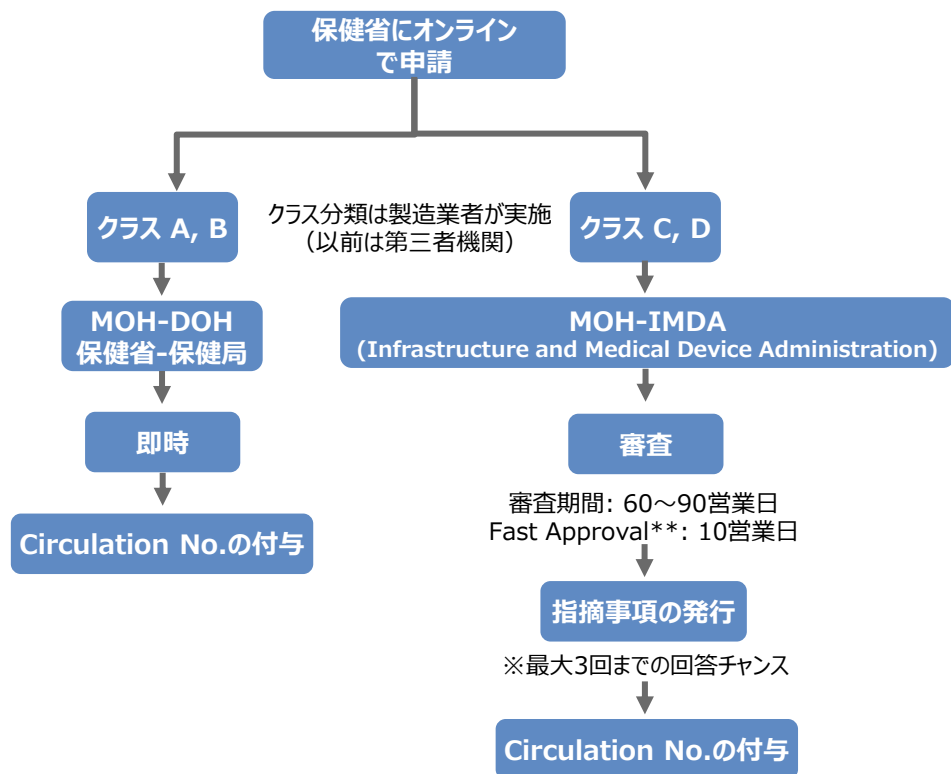 保健省にオンライン
で申請
クラス A, B
クラス分類は製造業者が実施
（以前は第三者機関）
クラス C, D
MOH-DOH
保健省-保健局
MOH-IMDA
(Infrastructure and Medical Device Administration)
即時
審査
審査期間: 60～90営業日
Fast Approval**: 10営業日
Circulation No.の付与
指摘事項の発行
※最大3回までの回答チャンス
Circulation No.の付与